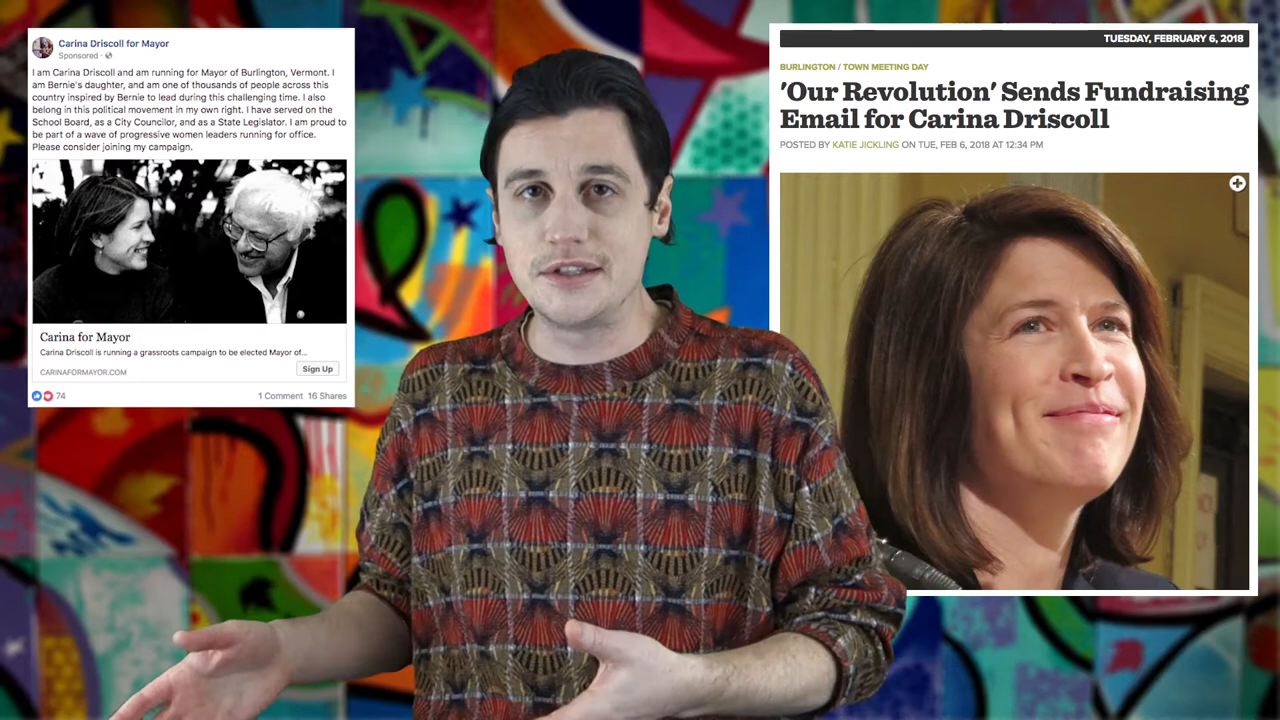 Carina Driscoll for Mayor
Sponsored ·
I am Carina Driscoll and am running for Mayor of Burlington, Vermont. I
am Bernie's daughter, and am one of thousands of people across this
country inspired by Bernie to lead during this challenging time. I also
belong in this political movement in my own right. I have served on the
School Board, as a City Councilor, and as a State Legislator. I am proud to
be part of a wave of progressive women leaders running for office.
Please consider joining my campaign.
Carina for Mayor
Carina Driscoll is running a grassroots campaign to be elected Mayor of...
CARINAFORMAYOR.COM
Sign Up
74
1 Comment 16 Shares
TUESDAY, FEBRUARY 6, 2018
BURLINGTON / TOWN MEETING DAY
'Our Revolution' Sends Fundraising
Email for Carina Driscoll
POSTED BY KATIE JICKLING ON TUE, FEB 6, 2018 AT 12:34 PM